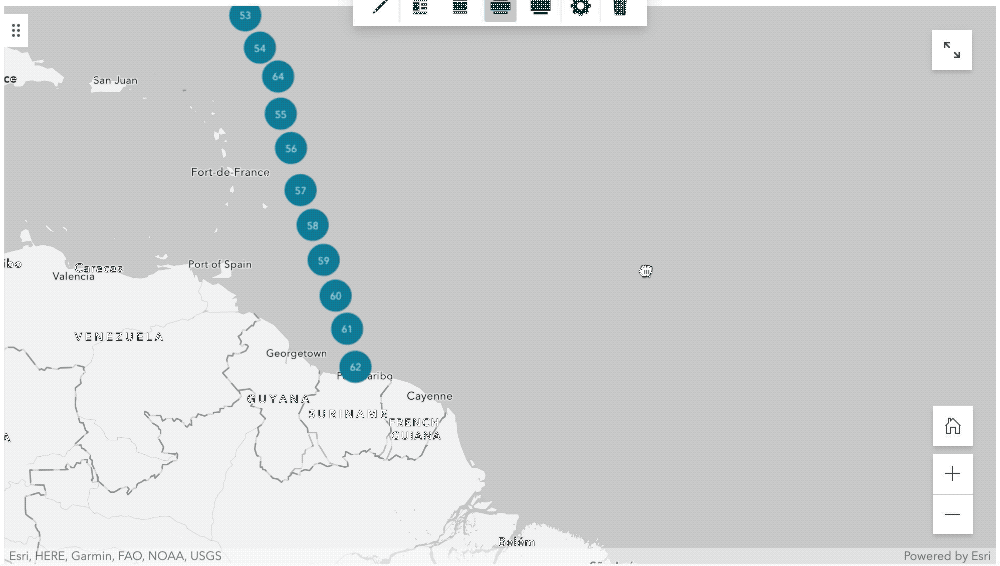 53
54
64
San Juan
55
56
Fort-de-France
57
58
59
Port of Spain
Caracas
Valencia
60
61
VENEZUELA
Georgetown
62
Cayenne
GUYANA
SURINAME
FRENCH
GUIANA
Belém
Esri, HERE, Garmin, FAO, NOAA, USGS
Powered by Esri